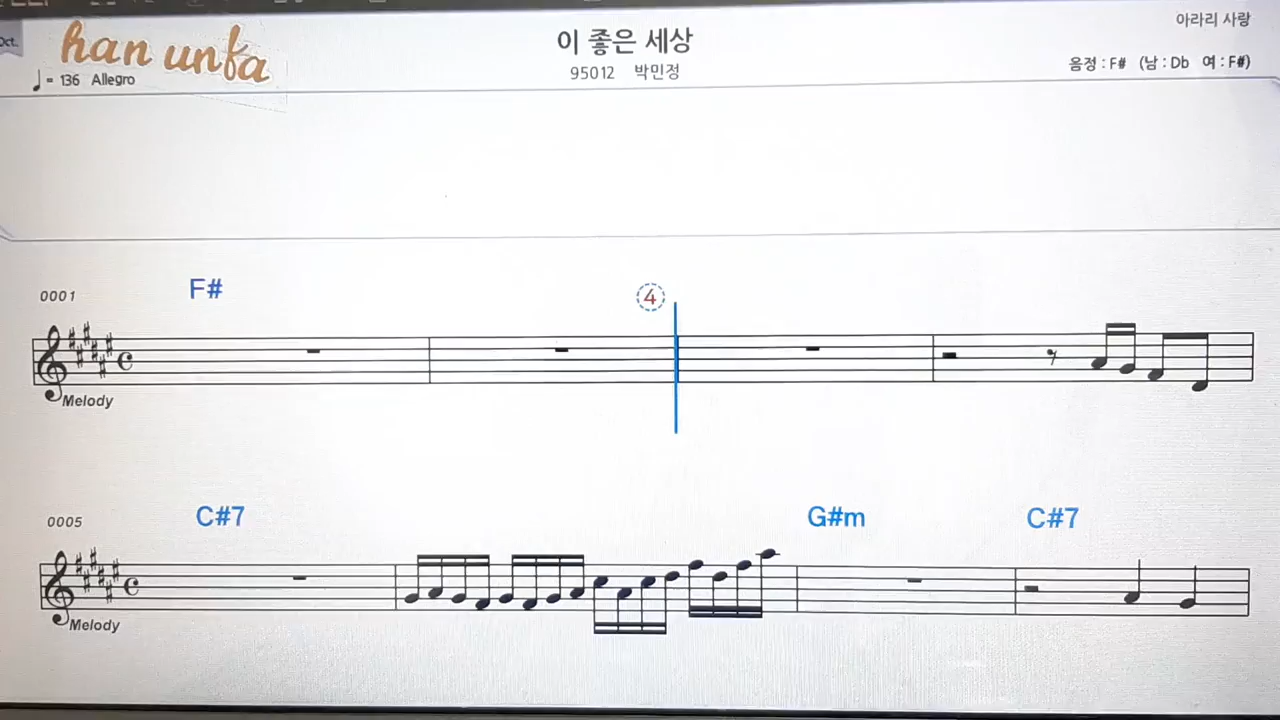 Oct.
han unfa
아라리 사랑
이 좋은 세상
♩= 136 Allegro
95012 박민정
음정 : F# (남 : Db 여 : F#)
0001
F#
4
Melody
0005
C#7
G#m
C#7
Melody